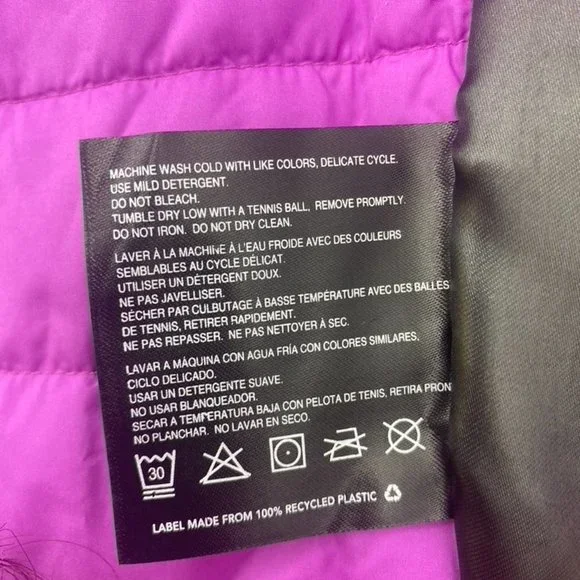 MACHINE WASH COLD WITH LIKE COLORS, DELICATE CYCLE.
USE MILD DETERGENT.
DO NOT BLEACH.
TUMBLE DRY LOW WITH A TENNIS BALL, REMOVE PROMPTLY.
DO NOT IRON. DO NOT DRY CLEAN.
LAVER À LA MACHINE À L'EAU FROIDE AVEC DES COULEURS
SEMBLABLES AU CYCLE DÉLICAT.
UTILISER UN DÉTERGENT DOUX.
NE PAS JAVELLISER.
SÉCHER PAR CULBUTAGE À BASSE TEMPÉRATURE AVEC DES BALLES
DE TENNIS, RETIRER RAPIDEMENT.
NE PAS REPASSER. NE PAS NETTOYER À SEC.
LAVAR A MÁQUINA CON AGUA FRÍA CON COLORES SIMILARES,
CICLO DELICADO.
USAR UN DETERGENTE SUAVE.
NO USAR BLANQUEADOR.
SECAR A TEMPERATURA BAJA CON PELOTA DE TENIS, RETIRA PRON
NO PLANCHAR. NO LAVAR EN SECO.
30
LABEL MADE FROM 100% RECYCLED PLASTIC